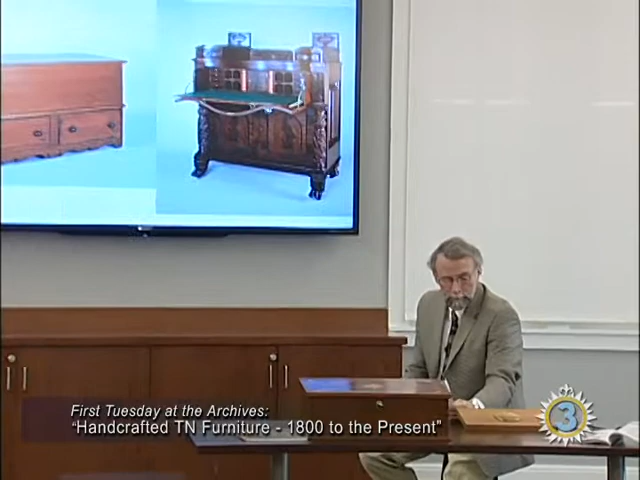 First Tuesday at the Archives:
"Handcrafted TN Furniture - 1800 to the Present"
3